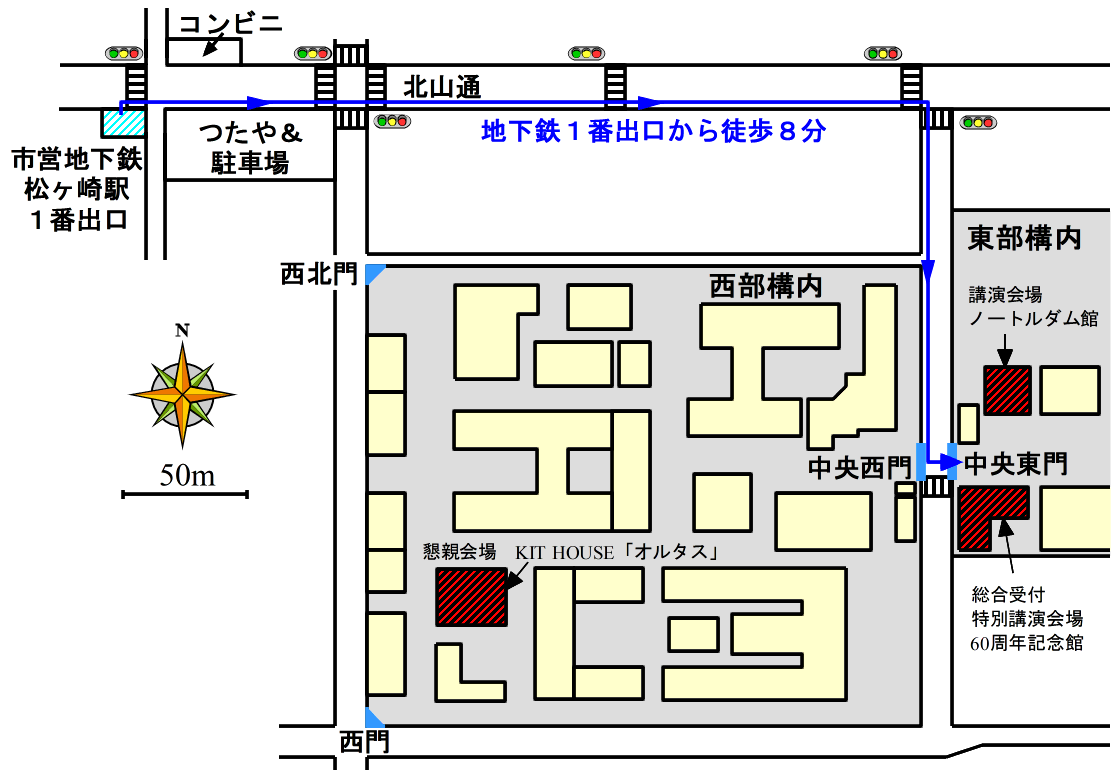 コンビニ
北山通
つたや＆
駐車場
地下鉄１番出口から徒歩８分
市営地下鉄
松ヶ崎駅
１番出口
東部構内
西北門
西部構内
講演会場
ノートルダム館
N
50m
中央西門
中央東門
懇親会場 KIT HOUSE「オルタス」
総合受付
特別講演会場
60周年記念館
西門